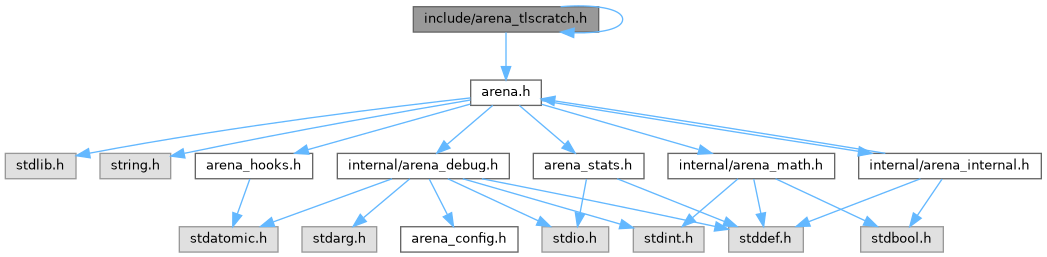 include/arena_tlscratch.h
arena.h
stdlib.h
string.h
arena_hooks.h
internal/arena_debug.h
arena_stats.h
internal/arena_math.h
internal/arena_internal.h
stdatomic.h
stdarg.h
arena_config.h
stdio.h
stdint.h
stddef.h
stdbool.h